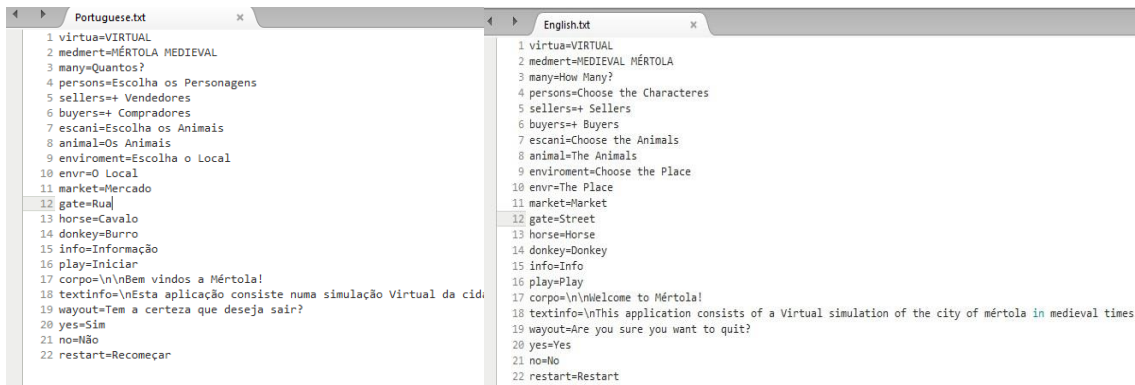 Portuguese.txt ×
1 virtua=VIRTUAL
2 medmert=MÉRTOLA MEDIEVAL
3 many=Quantos?
4 persons=Escolha os Personagens
5 sellers=+ Vendedores
6 buyers=+ Compradores
7 escani=Escolha os Animais
8 animal=Os Animais
9 enviroment=Escolha o Local
10 envr=O Local
11 market=Mercado
12 gate=Rua
13 horse=Cavalo
14 donkey=Burro
15 info=Informação
16 play=Iniciar
17 corpo=\n\nBem vindos a Mértola!
18 textinfo=\nEsta aplicação consiste numa simulação Virtual da cid
19 wayout=Tem a certeza que deseja sair?
20 yes=Sim
21 no=Não
22 restart=Recomeçar
English.txt ×
1 virtua=VIRTUAL
2 medmert=MEDIEVAL MÉRTOLA
3 many=How Many?
4 persons=Choose the Characteres
5 sellers=+ Sellers
6 buyers=+ Buyers
7 escani=Choose the Animals
8 animal=The Animals
9 enviroment=Choose the Place
10 envr=The Place
11 market=Market
12 gate=Street
13 horse=Horse
14 donkey=Donkey
15 info=Info
16 play=Play
17 corpo=\n\nWelcome to Mértola!
18 textinfo=\nThis application consists of a Virtual simulation of the city of mértola in medieval times
19 wayout=Are you sure you want to quit?
20 yes=Yes
21 no=No
22 restart=Restart